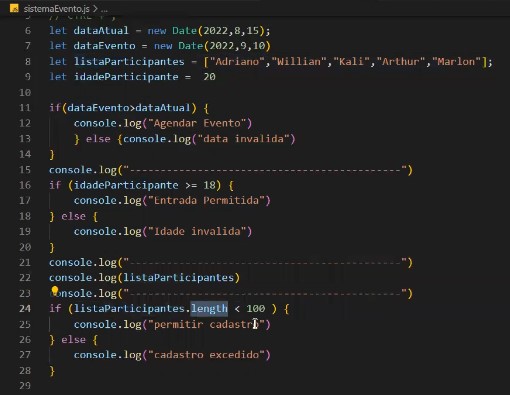 sistemaEvento.js > ...
5 // CTRL + ;
6 let dataAtual = new Date(2022,8,15);
7 let dataEvento = new Date(2022,9,10)
8 let listaParticipantes = ["Adriano","Willian","Kali","Arthur","Marlon"];
9 let idadeParticipante = 20
10
11 if(dataEvento>dataAtual) {
12 console.log("Agendar Evento")
13 } else {console.log("data invalida")
14 }
15 console.log("------------------------------------------")
16 if (idadeParticipante >= 18) {
17 console.log("Entrada Permitida")
18 } else {
19 console.log("Idade invalida")
20 }
21 console.log("------------------------------------------")
22 console.log(listaParticipantes)
23 console.log("------------------------------------------")
24 if (listaParticipantes.length < 100 ) {
25 console.log("permitir cadastro")
26 } else {
27 console.log("cadastro excedido")
28 }
29